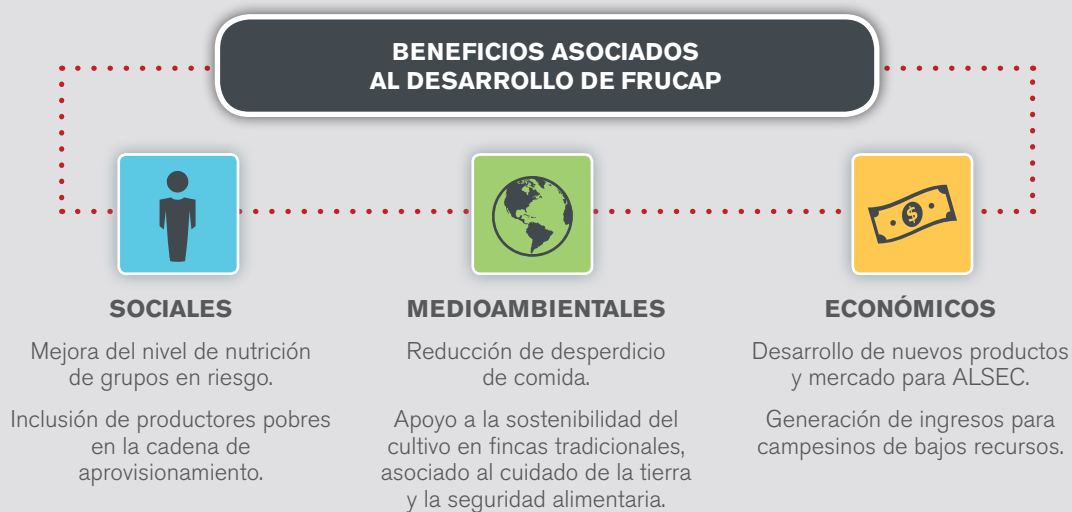 BENEFICIOS ASOCIADOS
AL DESARROLLO DE FRUCAP
SOCIALES
Mejora del nivel de nutrición
de grupos en riesgo.
Inclusión de productores pobres
en la cadena de
aprovisionamiento.
MEDIOAMBIENTALES
Reducción de desperdicio
de comida.
Apoyo a la sostenibilidad del
cultivo en fincas tradicionales,
asociado al cuidado de la tierra
y la seguridad alimentaria.
$
ECONÓMICOS
Desarrollo de nuevos productos
y mercado para ALSEC.
Generación de ingresos para
campesinos de bajos recursos.